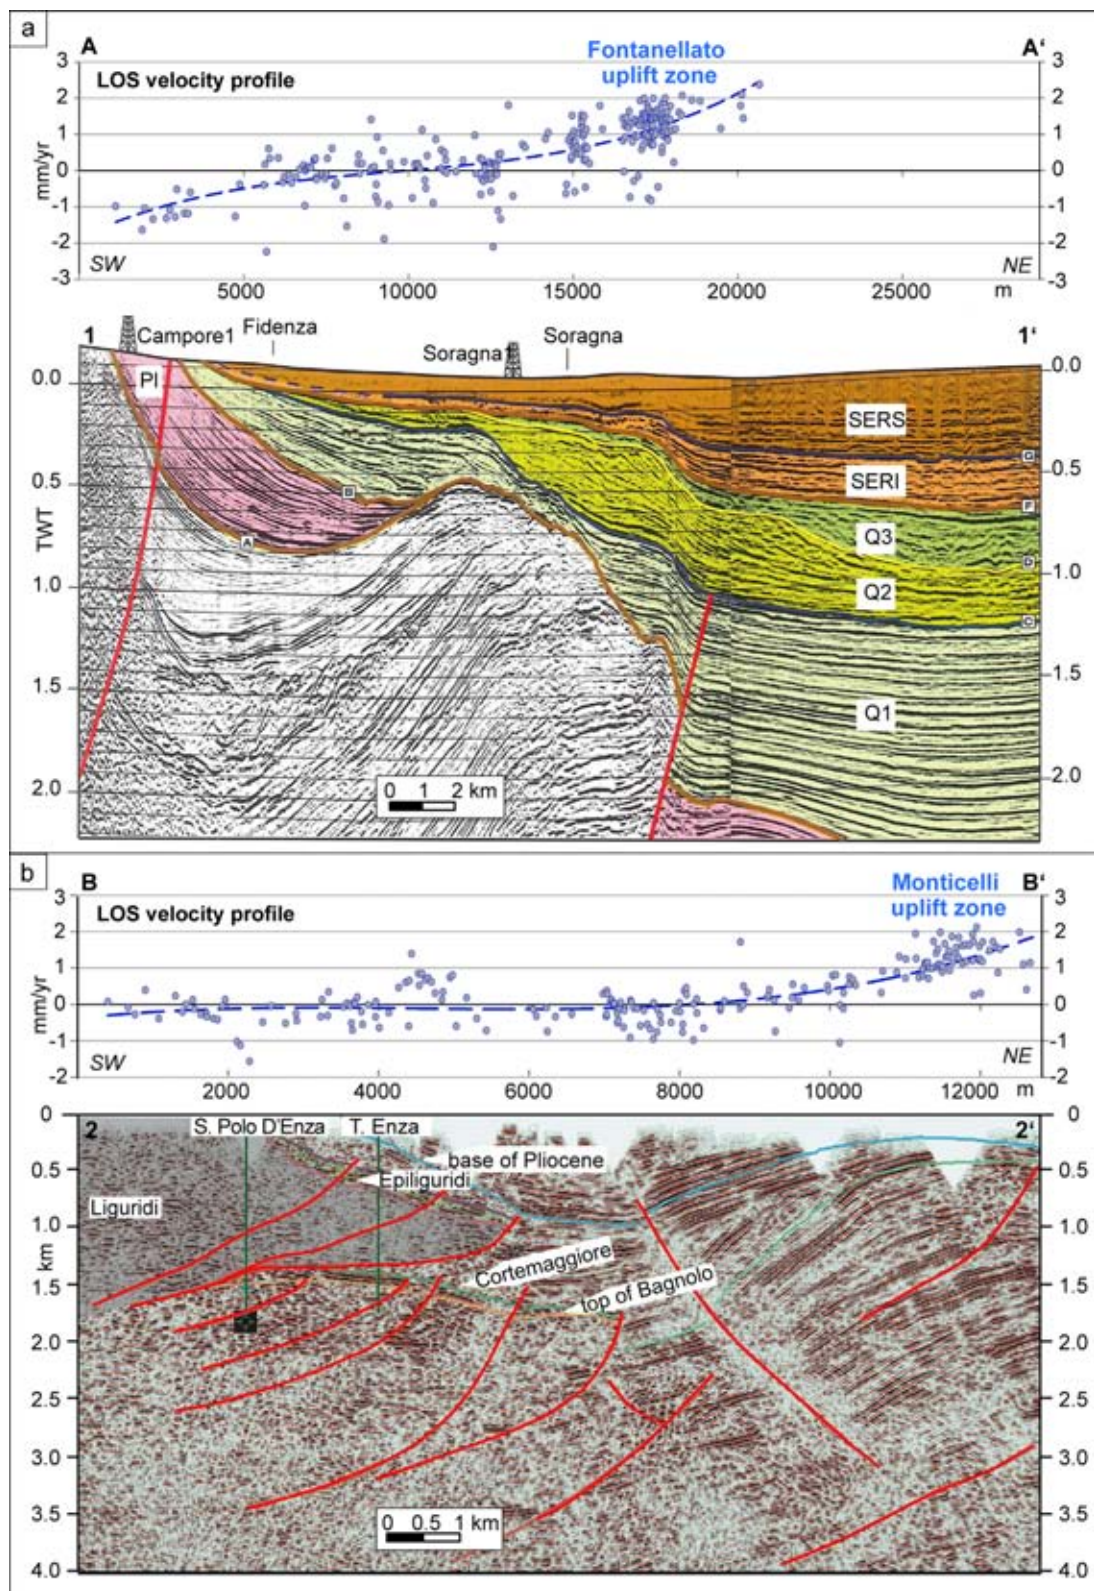 a
A
Fontanellato
uplift zone
A'
LOS velocity profile
3
2
1
0
-1
-2
-3
mm/yr
3
2
1
0
-1
-2
-3
SW
NE
5000
10000
15000
20000
25000
m
1
Campore1
Fidenza
Soragna1
Soragna
1'
0.0
0.5
1.0
1.5
2.0
TWT
0.0
0.5
1.0
1.5
2.0
PI
SERS
G
SERI
F
B
A
Q3
D
Q2
C
Q1
0 1 2 km
b
B
Monticelli
uplift zone
B'
LOS velocity profile
3
2
1
0
-1
-2
mm/yr
3
2
1
0
-1
-2
SW
NE
2000
4000
6000
8000
10000
12000
m
2
S. Polo D'Enza
T. Enza
2'
0
0.5
1.0
1.5
2.0
2.5
3.0
3.5
4.0
km
0
0.5
1.0
1.5
2.0
2.5
3.0
3.5
4.0
base of Pliocene
Epiliguridi
Liguridi
Cortemaggiore
top of Bagnolo
0 0.5 1 km